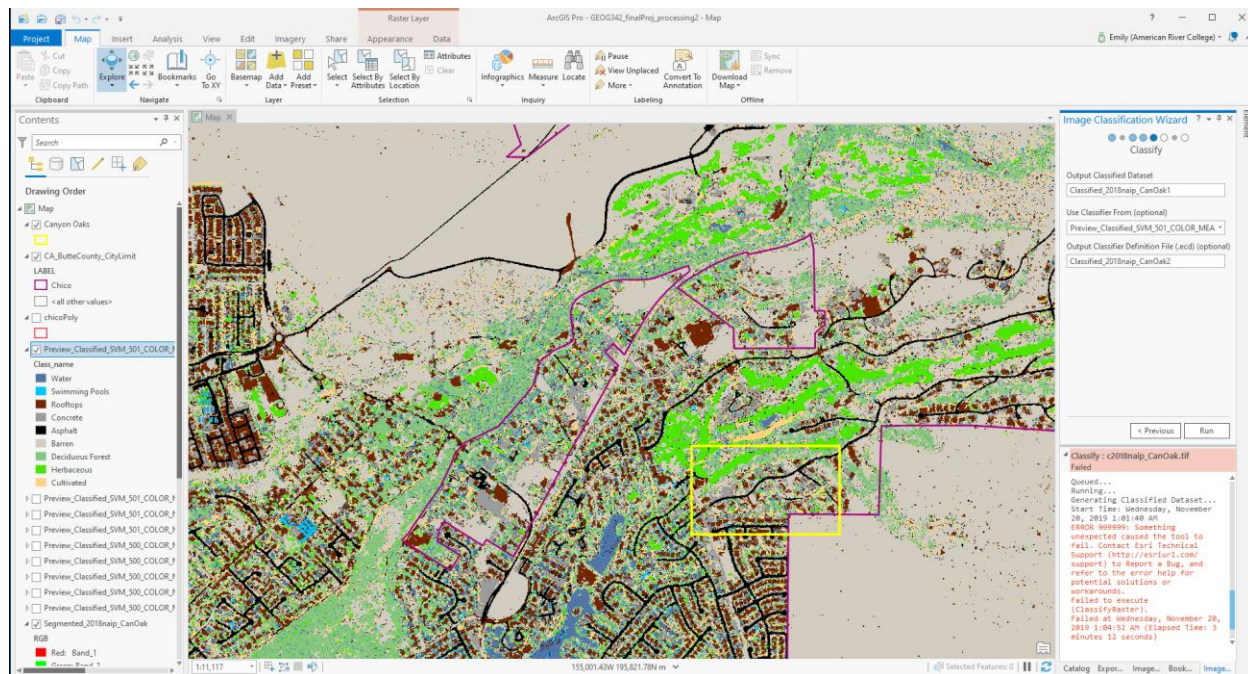 Raster Layer
ArcGIS Pro - GEOG342_finalProj_processing2 - Map
?
Project Map Insert Analysis View Edit Imagery Share Appearance Data
Emily (American River College)
Paste
Cut
Copy
Copy Path
Clipboard
Explore
Bookmarks
Go To XY
Navigate
Basemap
Add Data
Add Preset
Layer
Select
Select By Attributes
Select By Location
Attributes
Clear
Selection
Infographics
Measure
Locate
Inquiry
Pause
View Unplaced
More
Convert To Annotation
Labeling
Download Map
Sync
Remove
Offline
Contents
Search
Drawing Order
Map
Canyon Oaks
CA_ButteCounty_CityLimit
LABEL
Chico
<all other values>
chicoPoly
Preview_Classified_SVM_501_COLOR_M
Class_name
Water
Swimming Pools
Rooftops
Concrete
Asphalt
Barren
Deciduous Forest
Herbaceous
Cultivated
Preview_Classified_SVM_501_COLOR_M
Preview_Classified_SVM_501_COLOR_M
Preview_Classified_SVM_501_COLOR_M
Preview_Classified_SVM_500_COLOR_M
Preview_Classified_SVM_500_COLOR_M
Preview_Classified_SVM_500_COLOR_M
Preview_Classified_SVM_500_COLOR_M
Preview_Classified_SVM_500_COLOR_M
Segmented_2018naip_CanOak
RGB
Red: Band_1
Green: Band_2
Map
1:11,117
155,001.43W 195,821.78N m
Selected Features: 0
Image Classification Wizard ?
Classify
Output Classified Dataset
Classified_2018naip_CanOak1
Use Classifier From (optional)
Preview_Classified_SVM_501_COLOR_MEA
Output Classifier Definition File (.ecd) (optional)
Classified_2018naip_CanOak2
< Previous
Run
Classify : c2018naip_CanOak.tif
Failed
Queued...
Running...
Generating Classified Dataset...
Start Time: Wednesday, November
20, 2019 1:01:40 AM
ERROR 999999: Something
unexpected caused the tool to
fail. Contact Esri Technical
Support (http://esriurl.com/
support) to Report a Bug, and
refer to the error help for
potential solutions or
workarounds.
Failed to execute
(ClassifyRaster).
Failed at Wednesday, November 20,
2019 1:04:52 AM (Elapsed Time: 3
minutes 12 seconds)
Catalog Expor... Image... Book... Image...
Element